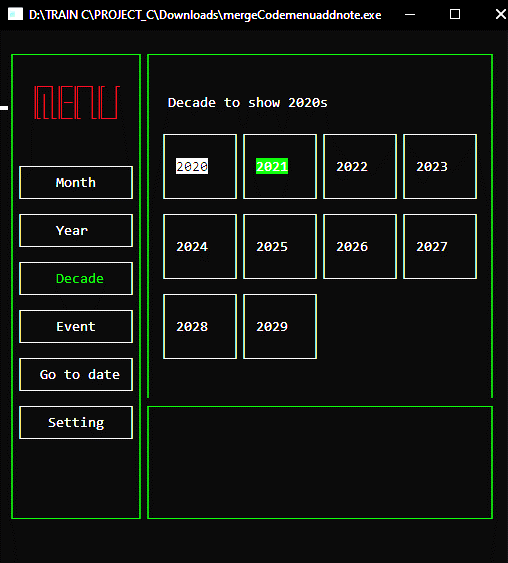 D:\TRAIN C\PROJECT_C\Downloads\mergeCodemenuaddnote.exe
MENU
Month
Year
Decade
Event
Go to date
Setting
Decade to show 2020s
2020 2021 2022 2023
2024 2025 2026 2027
2028 2029